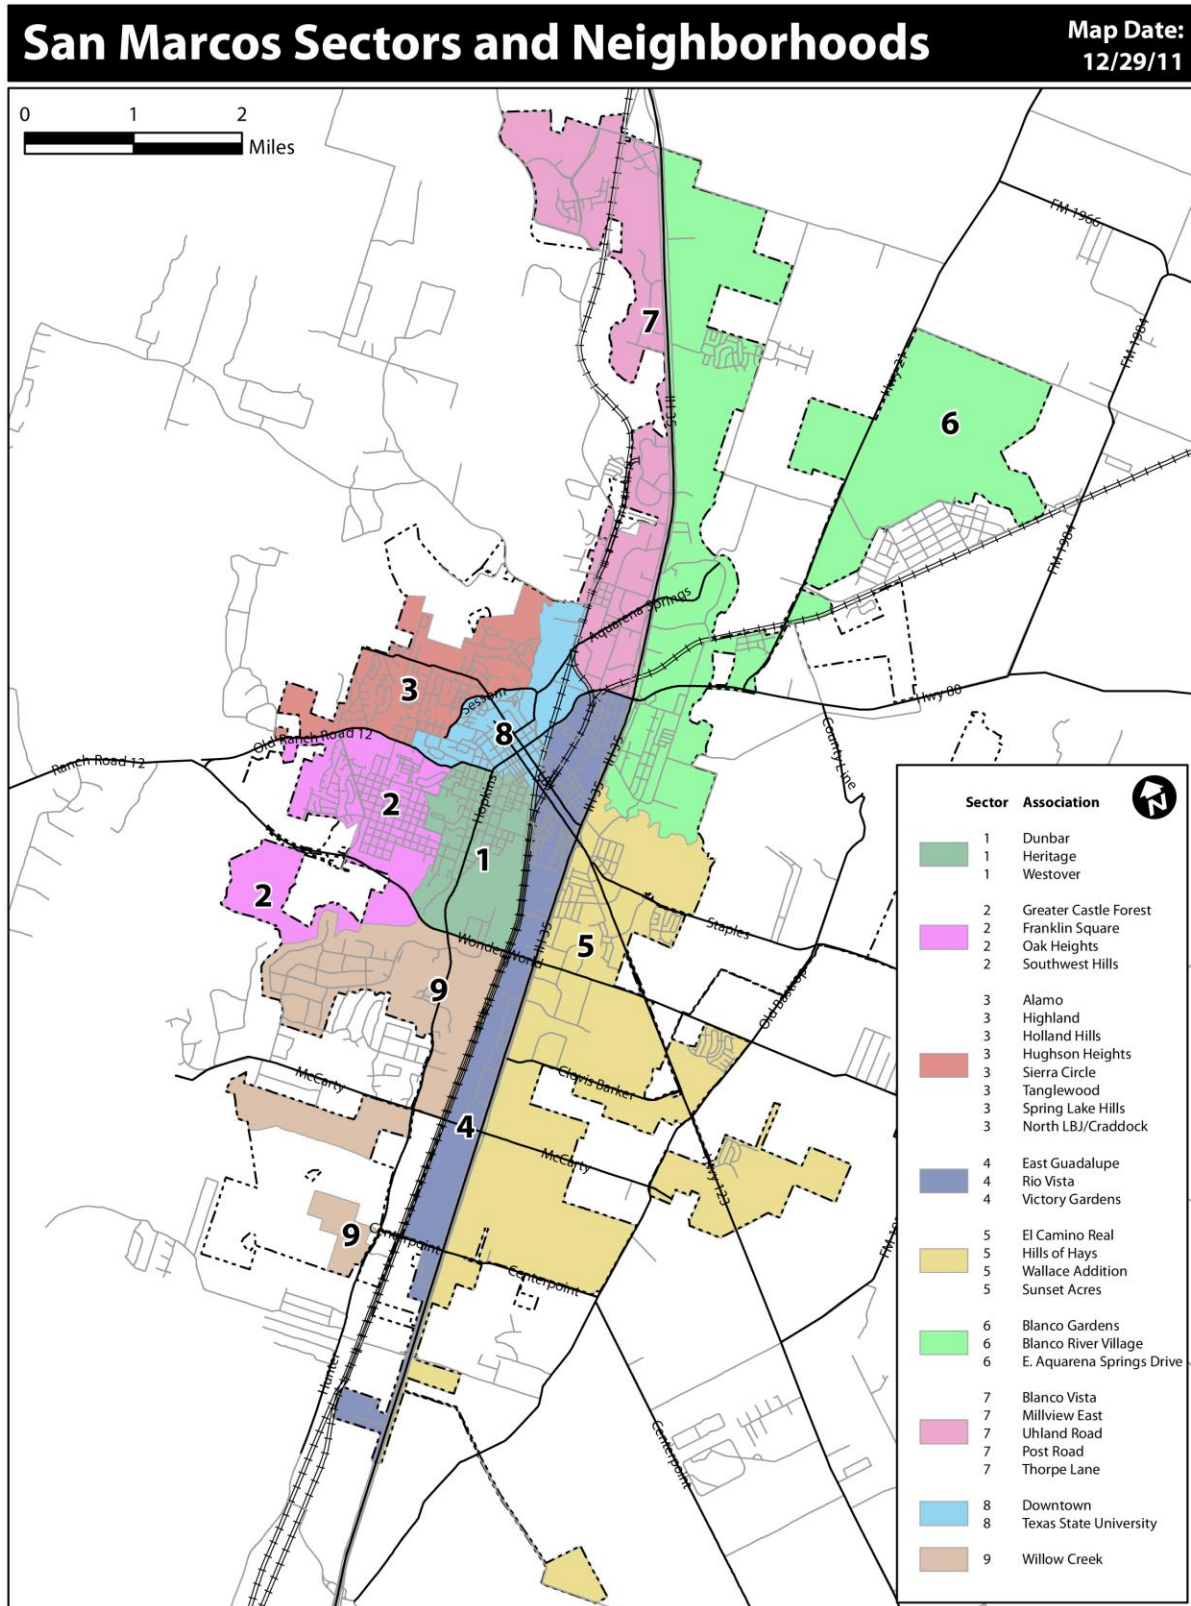 San Marcos Sectors and Neighborhoods
Map Date:
12/29/11
0 1 2
Miles
FM 1966
7
Hwy 21
FM 1984
IH 35
6
FM 1984
Aquarena Springs
3
Sessom
8
Hwy 80
Old Ranch Road 12
Ranch Road 12
IH 35
County Line
2
Hopkins
IH 35
1
2
Staples
IH 35
5
Wonder World
9
Old Bastrop
McCarty
Clovis Barker
4
McCarty
Hwy 123
9
Centerpoint
Centerpoint
Hunter
Centerpoint
N
Sector Association
1 Dunbar
1 Heritage
1 Westover
2 Greater Castle Forest
2 Franklin Square
2 Oak Heights
2 Southwest Hills
3 Alamo
3 Highland
3 Holland Hills
3 Hughson Heights
3 Sierra Circle
3 Tanglewood
3 Spring Lake Hills
3 North LBJ/Craddock
4 East Guadalupe
4 Rio Vista
4 Victory Gardens
5 El Camino Real
5 Hills of Hays
5 Wallace Addition
5 Sunset Acres
6 Blanco Gardens
6 Blanco River Village
6 E. Aquarena Springs Drive
7 Blanco Vista
7 Millview East
7 Uhland Road
7 Post Road
7 Thorpe Lane
8 Downtown
8 Texas State University
9 Willow Creek